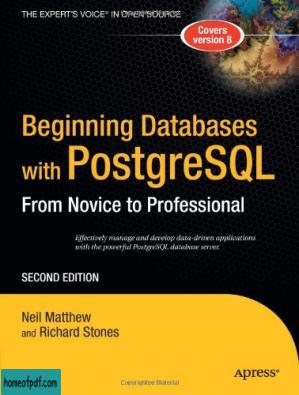 THE EXPERT'S VOICE® IN OPEN SOURCE
Covers
version 8
Beginning Databases
with PostgreSQL
From Novice to Professional
Effectively manage and develop data-driven applications
with the powerful PostgreSQL database server.
SECOND EDITION
Neil Matthew
and Richard Stones
Apress®
homeofpdf.com